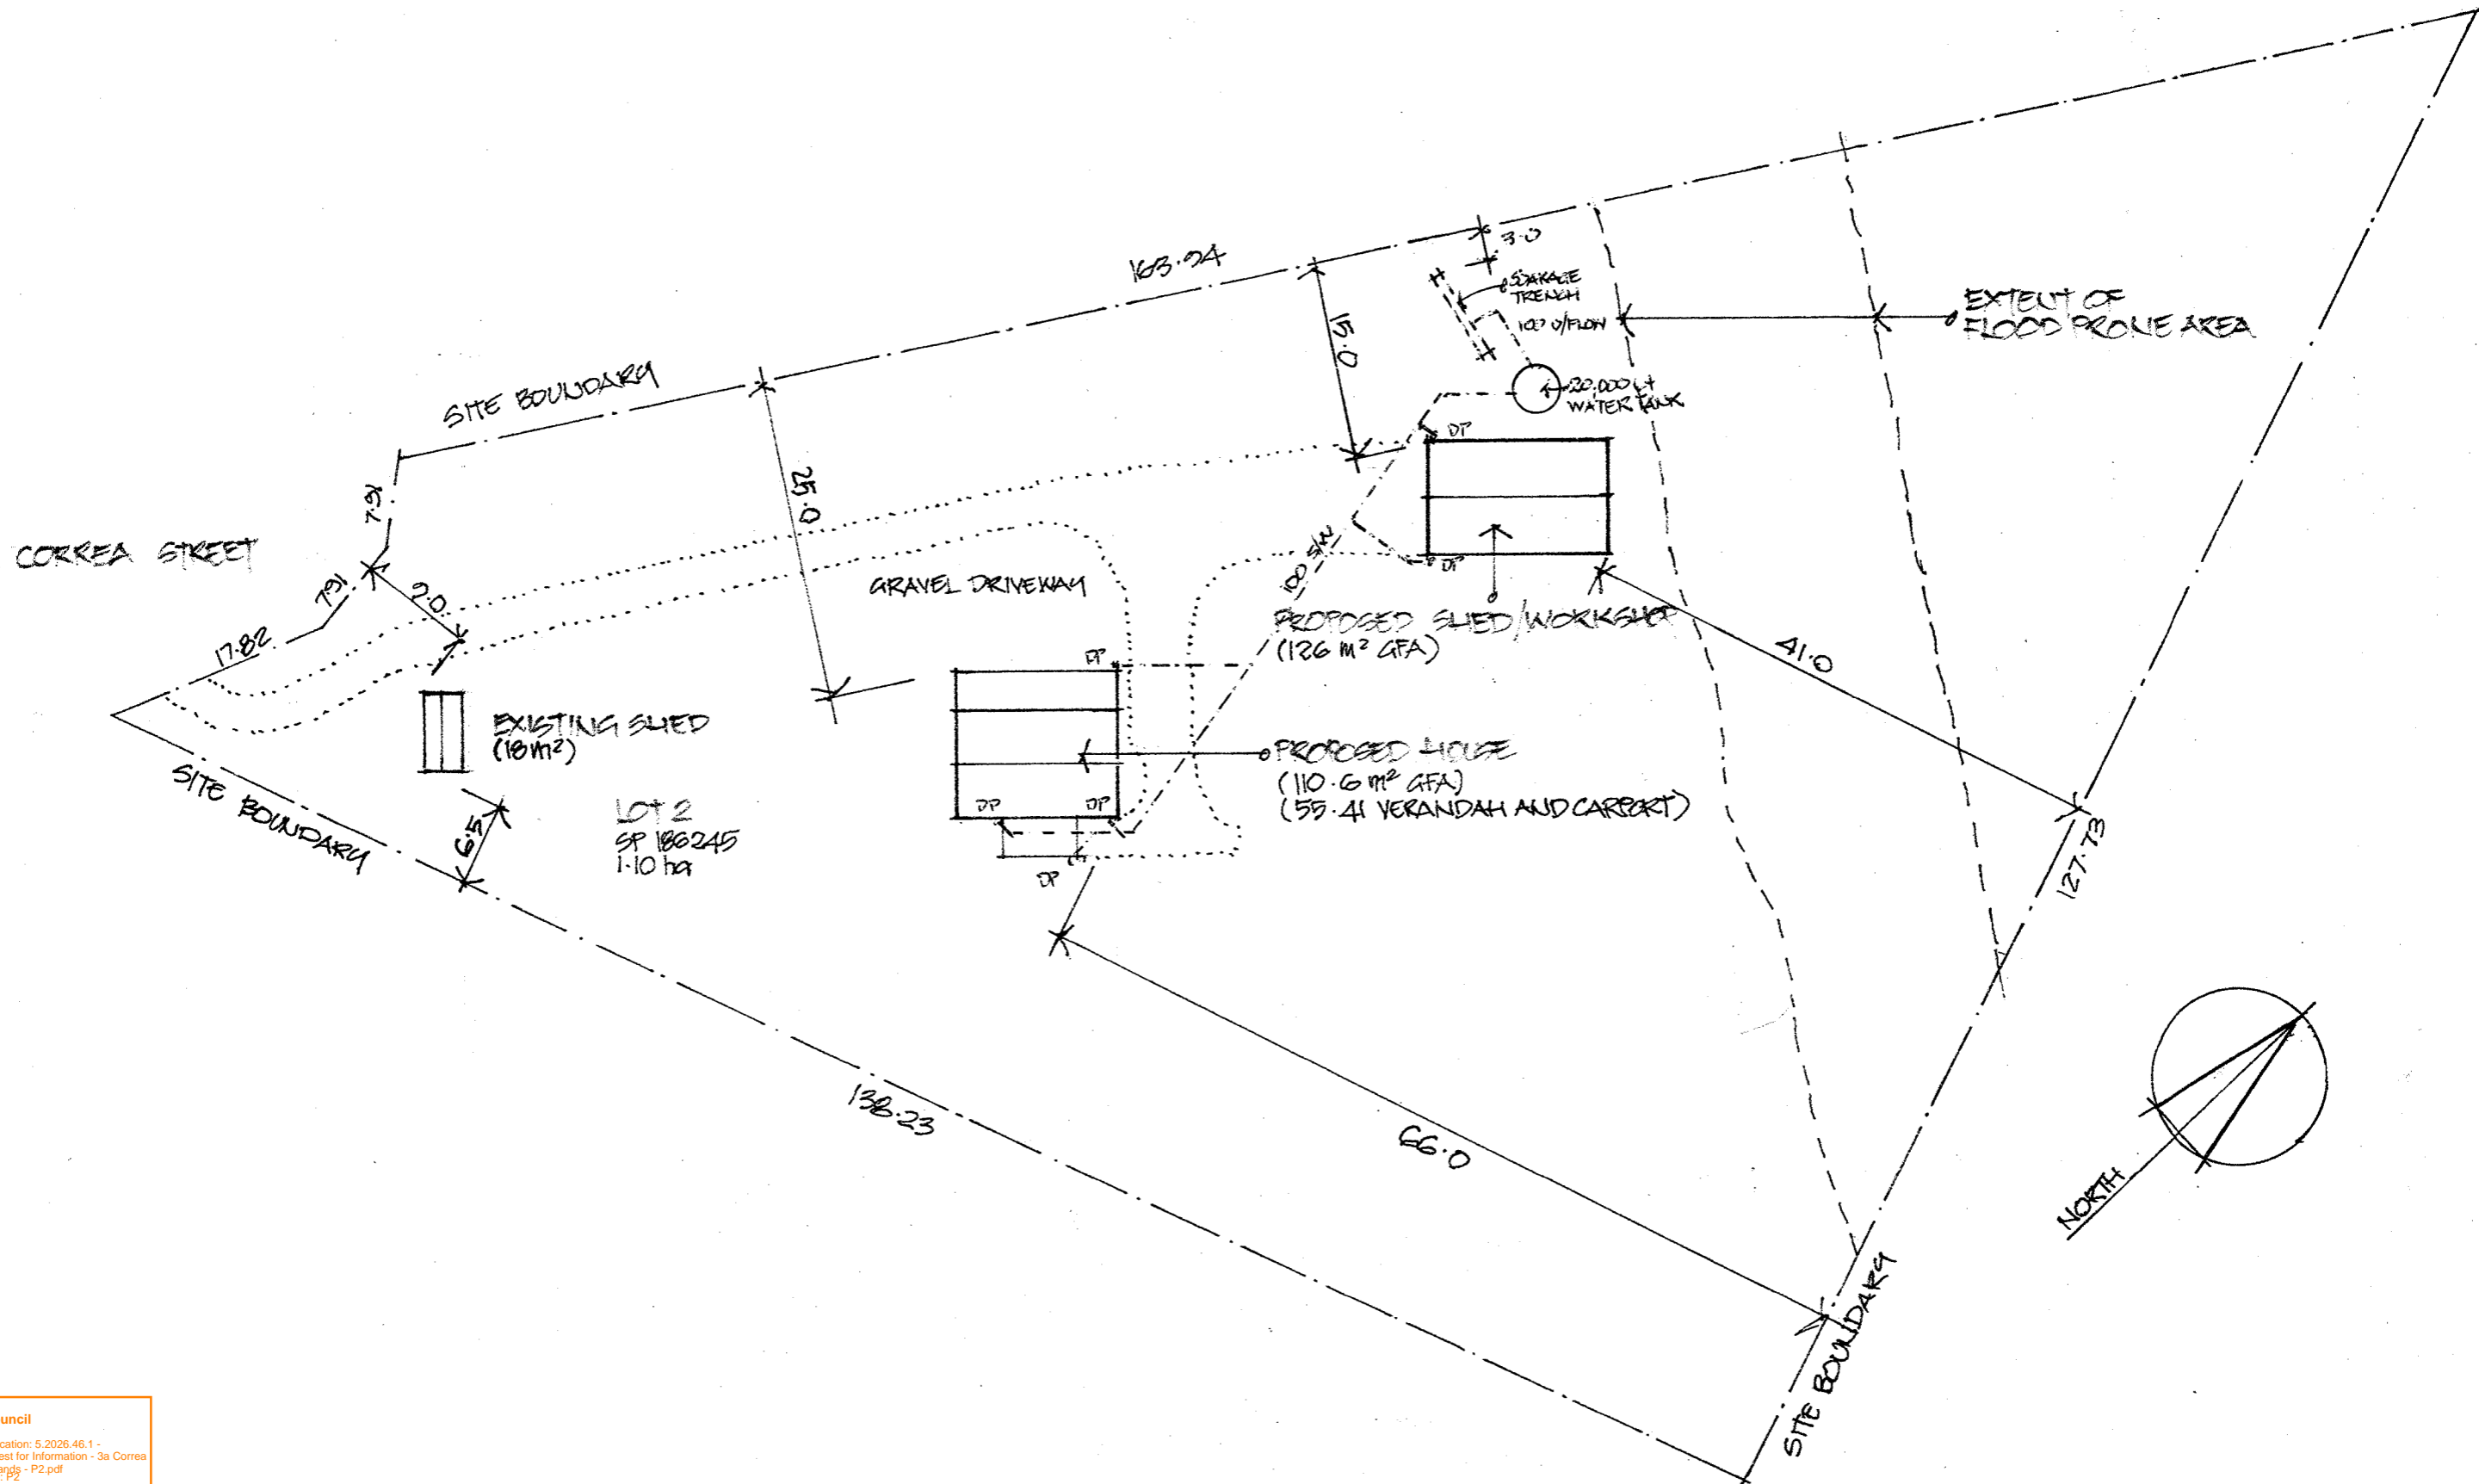 163.94
3.0
SOAKAGE
TRENCH
100 O/FLOW
EXTENT OF
FLOOD PRONE AREA
15.0
SITE BOUNDARY
20,000 Lt
WATER TANK
DP
7.91
25.0
CORREA STREET
7.91
9.0
GRAVEL DRIVEWAY
100 S/W
DP
PROPOSED SHED/WORKSHOP
(126 m² GFA)
17.82
41.0
DP
EXISTING SHED
(18m²)
PROPOSED HOUSE
(110.6 m² GFA)
(55.41 VERANDAH AND CARPORT)
SITE BOUNDARY
6.5
LOT 2
SP 186245
1.10 ha
DP
DP
DP
127.73
138.23
66.0
NORTH
SITE BOUNDARY
uncil
cation: 5.2026.46.1 -
est for Information - 3a Correa
ands - P2.pdf
: P2